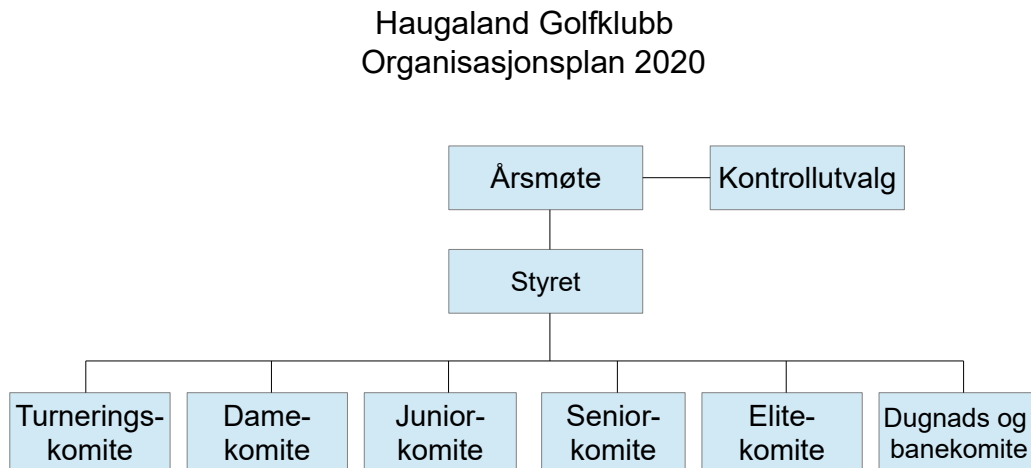 Haugaland Golfklubb
Organisasjonsplan 2020
Årsmøte
Kontrollutvalg
Styret
Turnerings-
komite
Dame-
komite
Junior-
komite
Senior-
komite
Elite-
komite
Dugnads og
banekomite